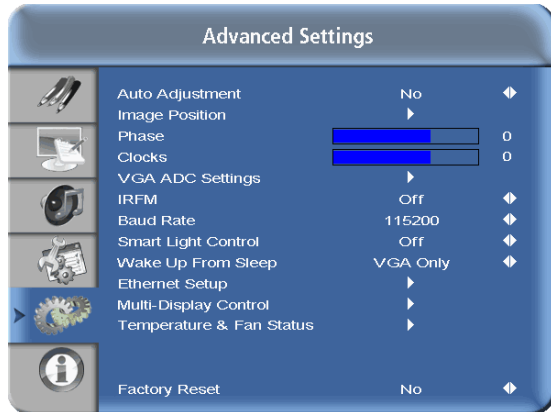 Advanced Settings
Auto Adjustment No
Image Position
Phase 0
Clocks 0
VGA ADC Settings
IRFM Off
Baud Rate 115200
Smart Light Control Off
Wake Up From Sleep VGA Only
Ethernet Setup
Multi-Display Control
Temperature & Fan Status
Factory Reset No